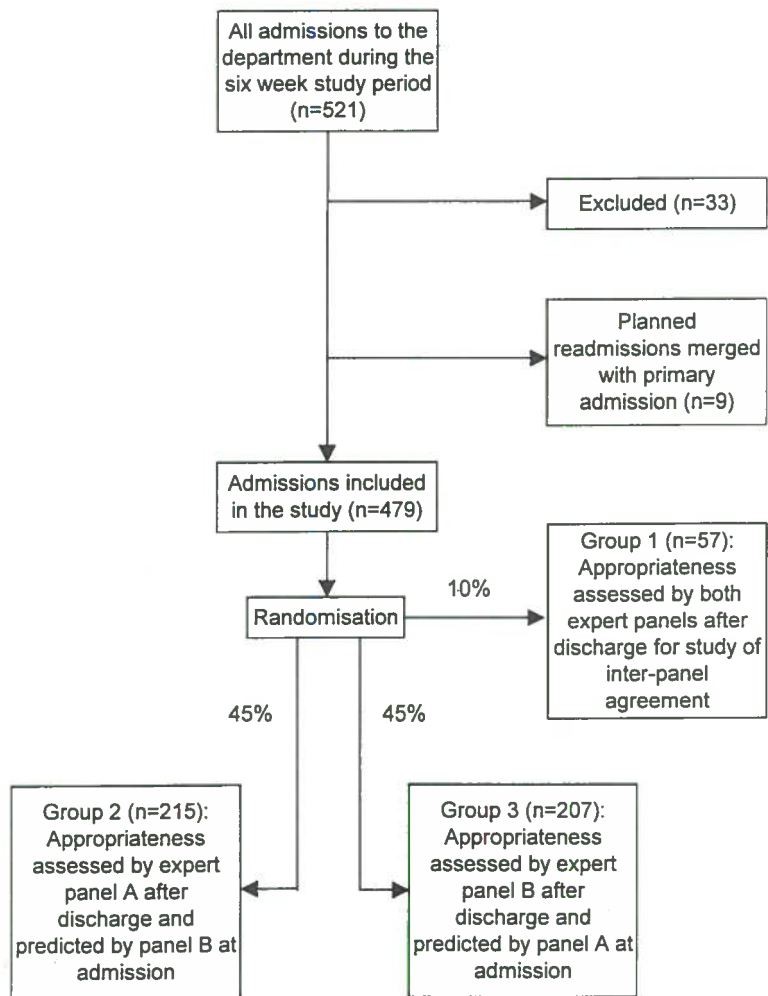 All admissions to the
department during the
six week study period
(n=521)
Excluded (n=33)
Planned
readmissions merged
with primary
admission (n=9)
Admissions included
in the study (n=479)
Group 1 (n=57):
Appropriateness
assessed by both
expert panels after
discharge for study of
inter-panel
agreement
Randomisation
10%
45%
45%
Group 2 (n=215):
Appropriateness
assessed by expert
panel A after
discharge and
predicted by panel B at
admission
Group 3 (n=207):
Appropriateness
assessed by expert
panel B after
discharge and
predicted by panel A at
admission